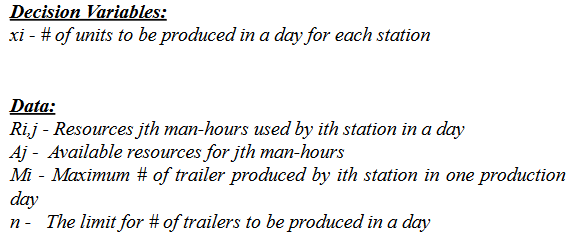 Decision Variables:
xi - # of units to be produced in a day for each station
Data:
Ri,j - Resources jth man-hours used by ith station in a day
Aj - Available resources for jth man-hours
Mi - Maximum # of trailer produced by ith station in one production
day
n - The limit for # of trailers to be produced in a day